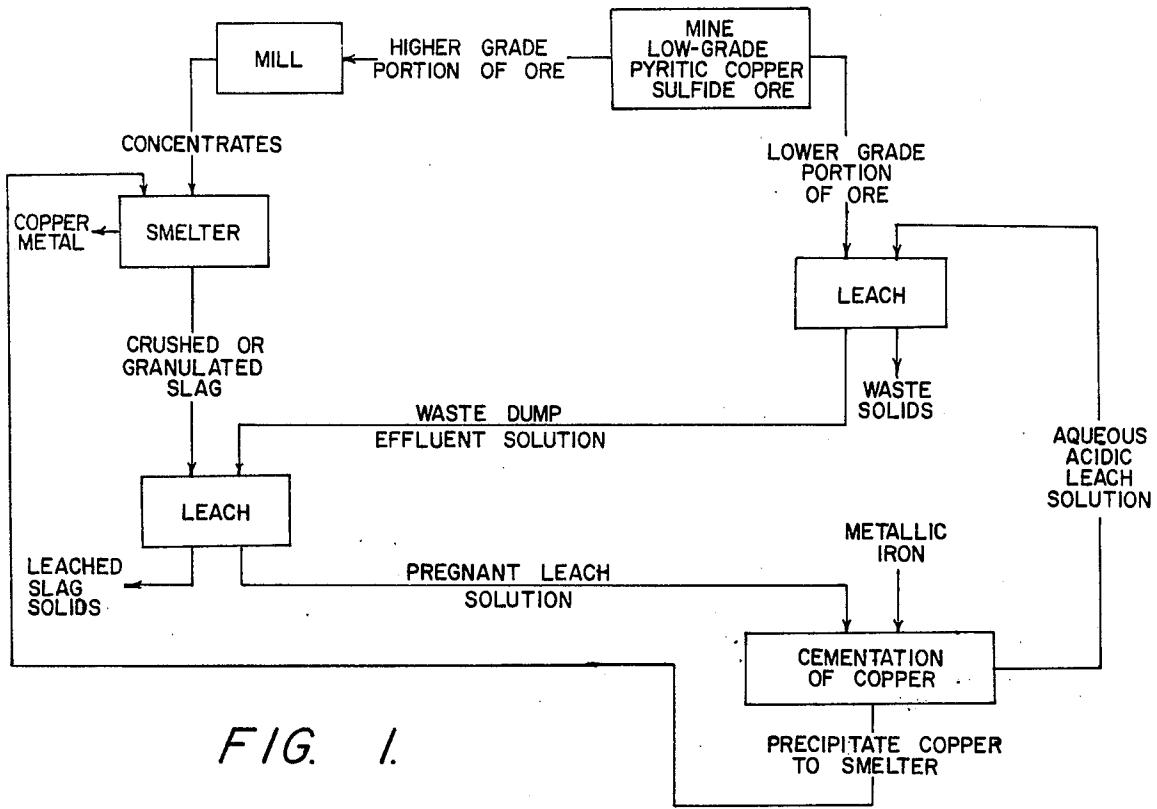 MILL
HIGHER GRADE
PORTION OF ORE
MINE
LOW-GRADE
PYRITIC COPPER
SULFIDE ORE
CONCENTRATES
LOWER GRADE
PORTION
OF ORE
COPPER
METAL
SMELTER
LEACH
CRUSHED OR
GRANULATED
SLAG
WASTE
SOLIDS
WASTE DUMP
EFFLUENT SOLUTION
AQUEOUS
ACIDIC
LEACH
SOLUTION
LEACH
METALLIC
IRON
LEACHED
SLAG
SOLIDS
PREGNANT LEACH
SOLUTION
CEMENTATION
OF COPPER
PRECIPITATE COPPER
TO SMELTER
FIG. 1.